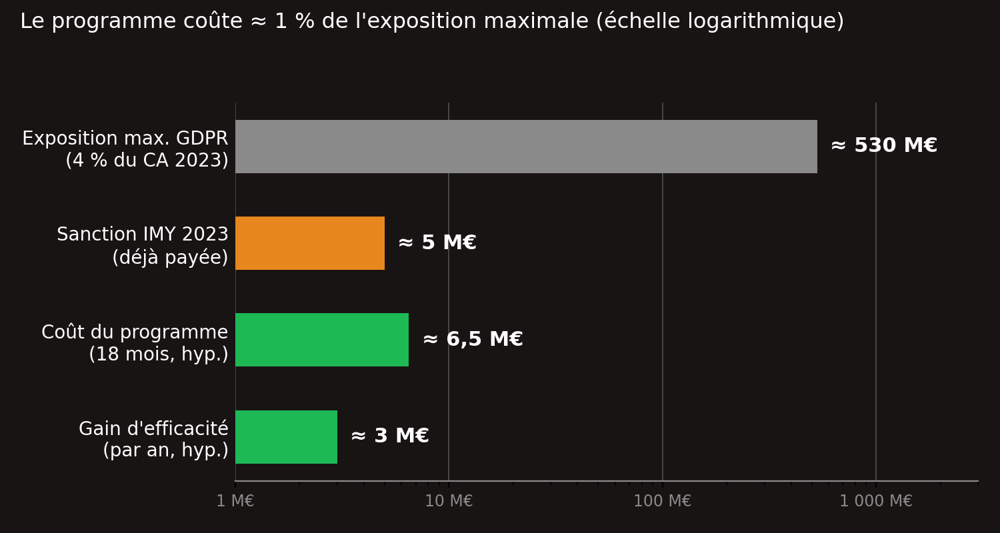 Le programme coûte ≈ 1 % de l'exposition maximale (échelle logarithmique)
Exposition max. GDPR
(4 % du CA 2023)
≈ 530 M€
Sanction IMY 2023
(déjà payée)
≈ 5 M€
Coût du programme
(18 mois, hyp.)
≈ 6,5 M€
Gain d'efficacité
(par an, hyp.)
≈ 3 M€
1 M€
10 M€
100 M€
1 000 M€